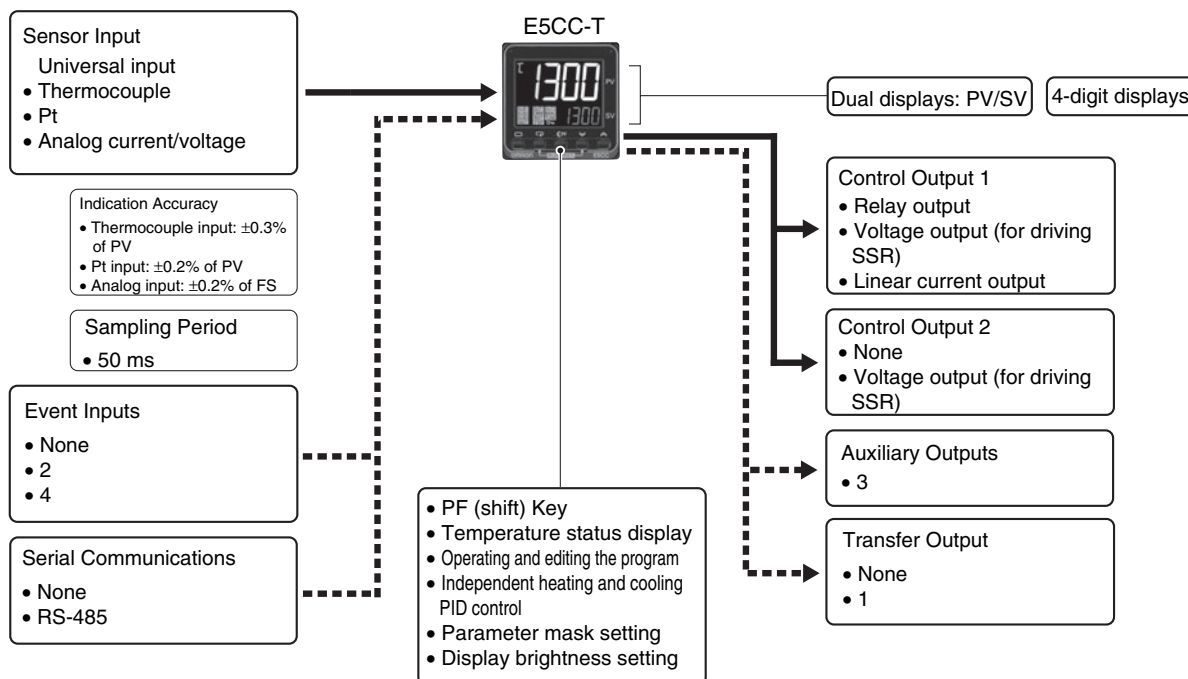 E5CC-T
Sensor Input
Universal input
• Thermocouple
• Pt
• Analog current/voltage
Indication Accuracy
• Thermocouple input: ±0.3%
of PV
• Pt input: ±0.2% of PV
• Analog input: ±0.2% of FS
Sampling Period
• 50 ms
Event Inputs
• None
• 2
• 4
Serial Communications
• None
• RS-485
1300
PV
1300
SV
OMRON
E5CC
• PF (shift) Key
• Temperature status display
• Operating and editing the program
• Independent heating and cooling
PID control
• Parameter mask setting
• Display brightness setting
Dual displays: PV/SV
4-digit displays
Control Output 1
• Relay output
• Voltage output (for driving
SSR)
• Linear current output
Control Output 2
• None
• Voltage output (for driving
SSR)
Auxiliary Outputs
• 3
Transfer Output
• None
• 1